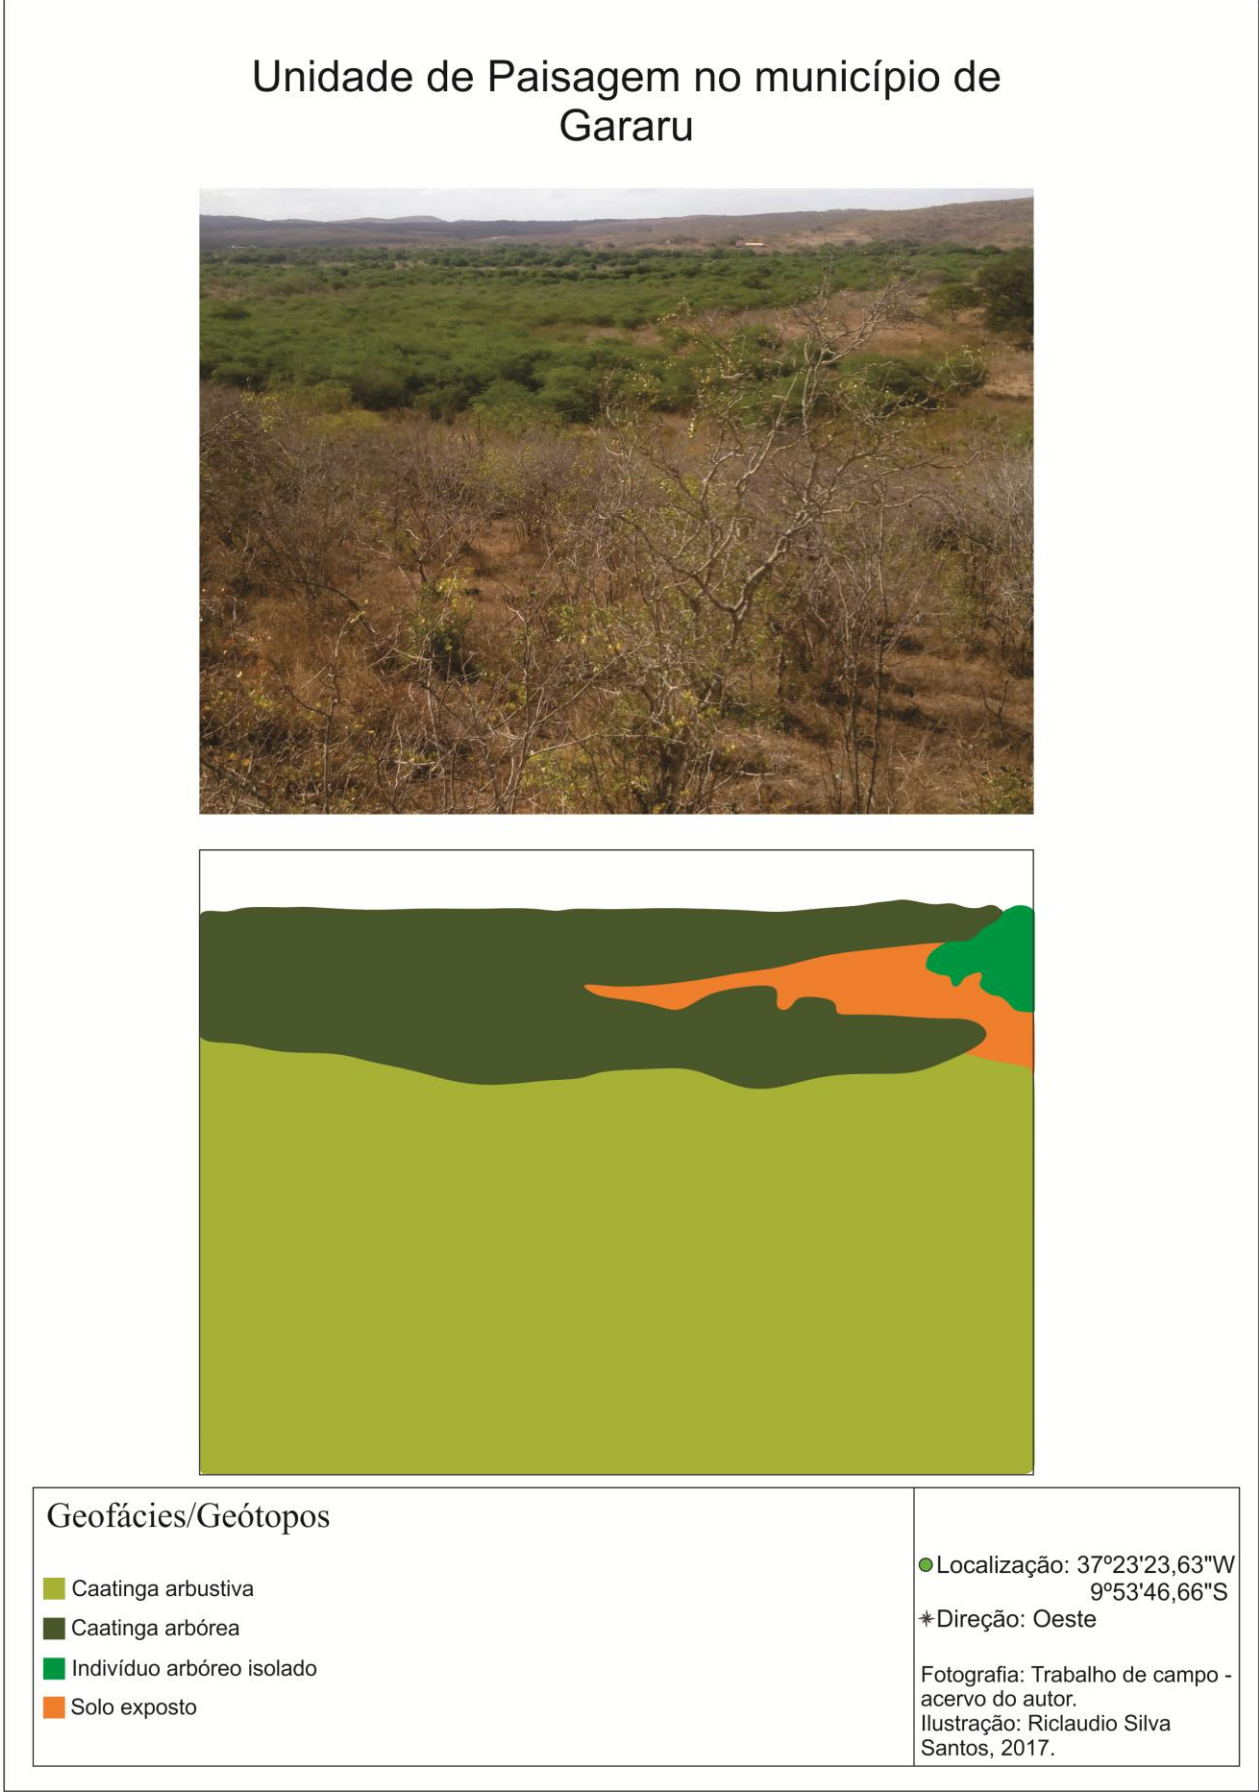 Unidade de Paisagem no município de
Gararu
Geofácies/Geótopos
Caatinga arbustiva
Caatinga arbórea
Indivíduo arbóreo isolado
Solo exposto
Localização: 37º23'23,63"W
9º53'46,66"S
Direção: Oeste
Fotografia: Trabalho de campo -
acervo do autor.
Ilustração: Riclaudio Silva
Santos, 2017.